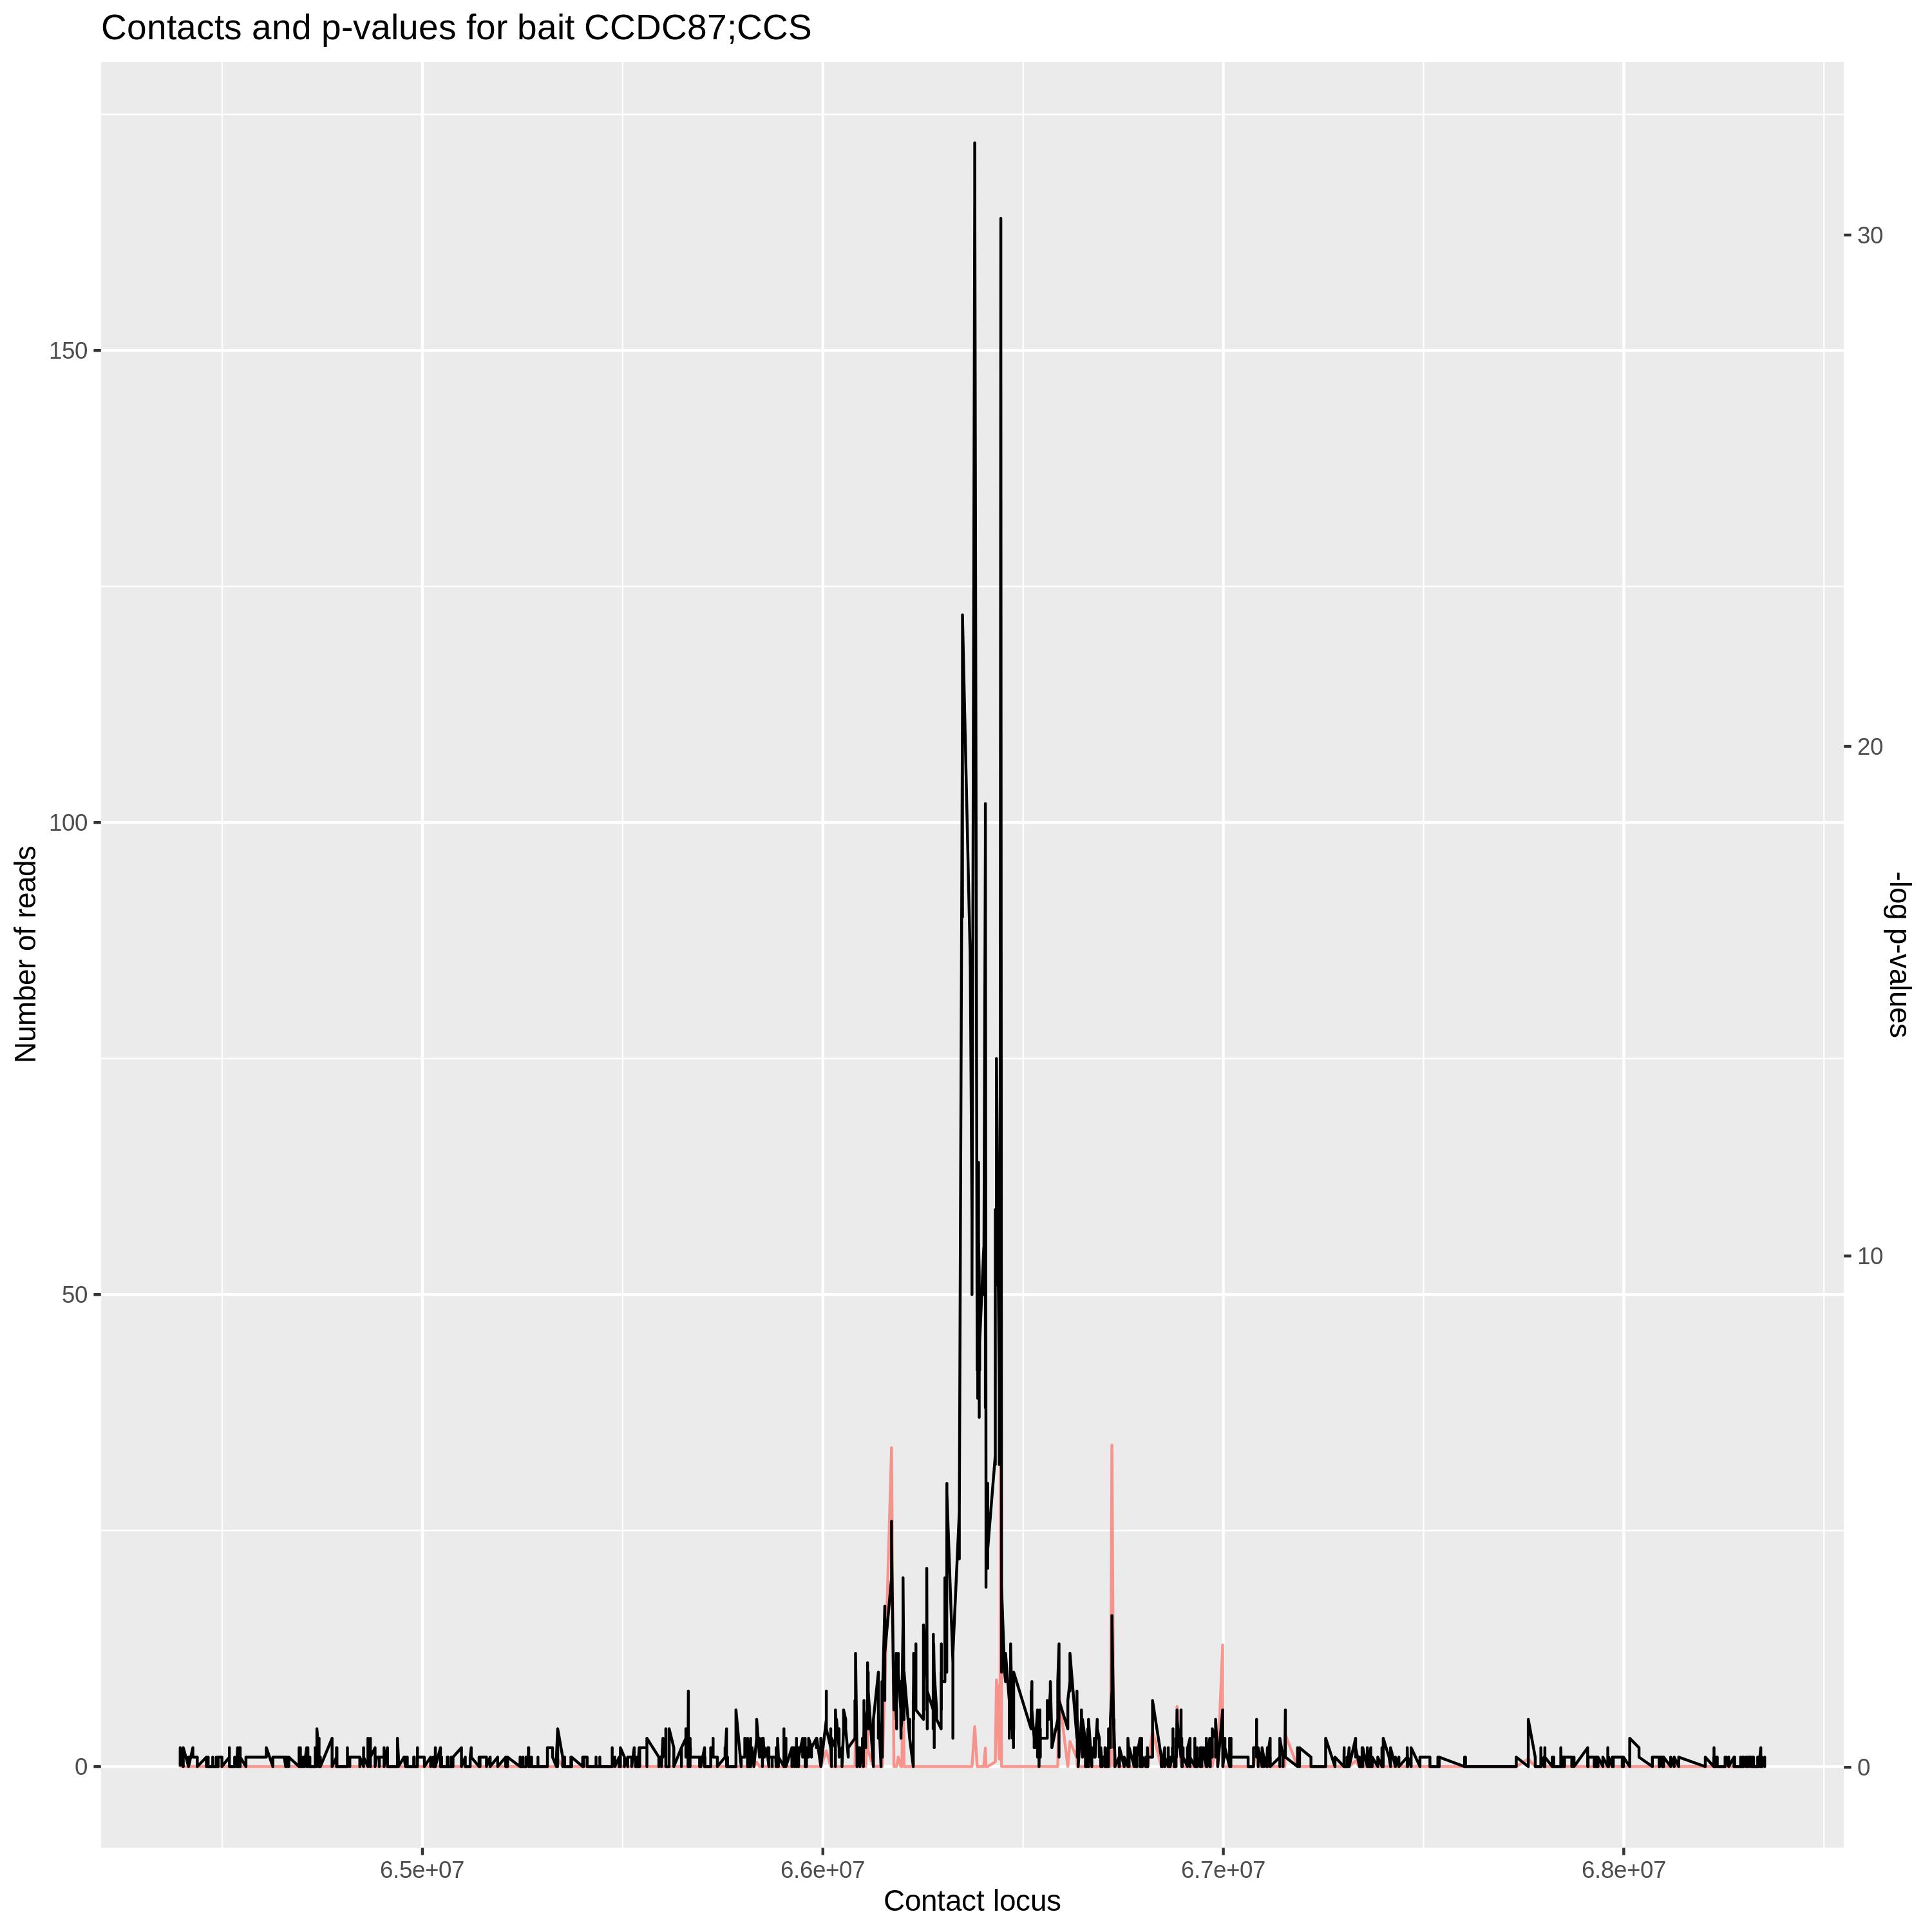 Contacts and p-values for bait CCDC87;CCS
150
100
50
0
Number of reads
30
20
10
0
-log p-values
6.5e+07
6.6e+07
6.7e+07
6.8e+07
Contact locus